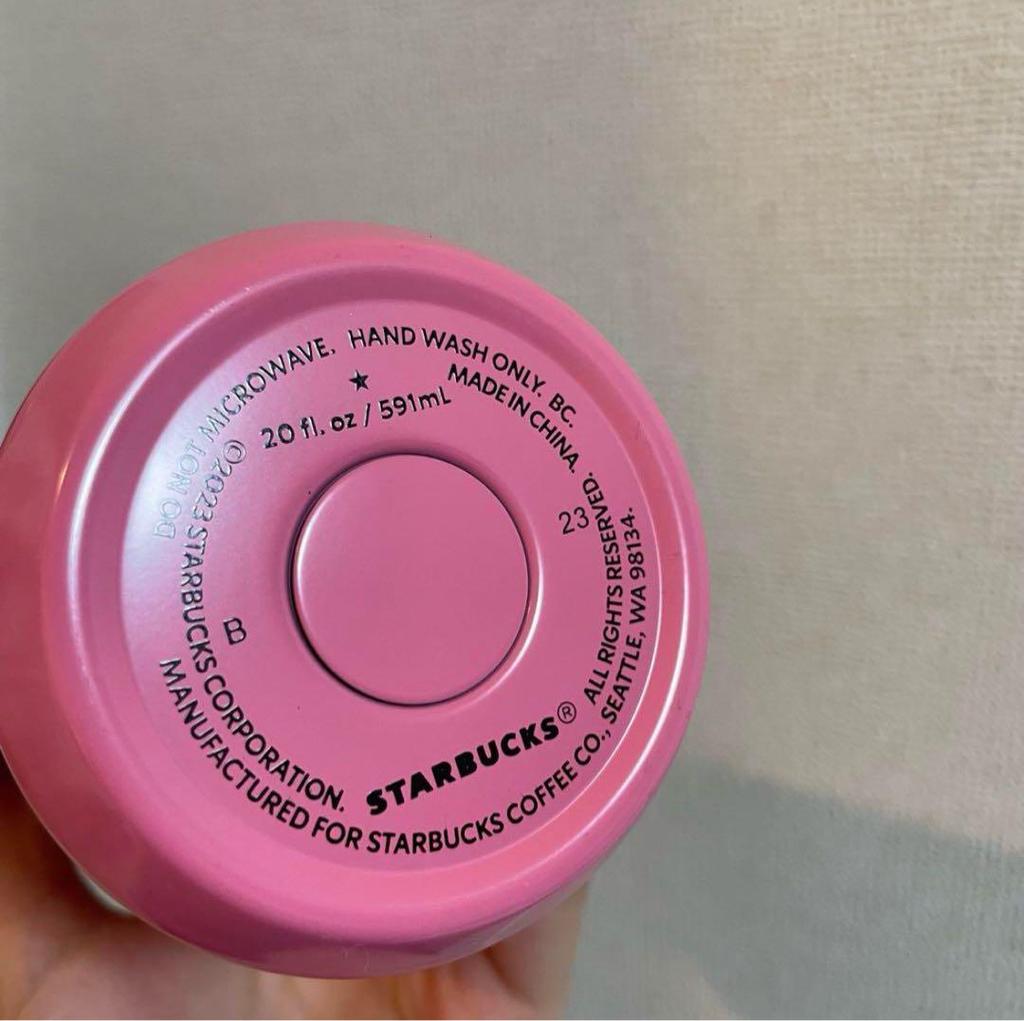 DO NOT MICROWAVE. HAND WASH ONLY. BC.
★
20 fl. oz / 591mL
MADE IN CHINA.
23
B
©2023 STARBUCKS CORPORATION.
STARBUCKS®
ALL RIGHTS RESERVED.
MANUFACTURED FOR STARBUCKS COFFEE CO., SEATTLE, WA 98134.